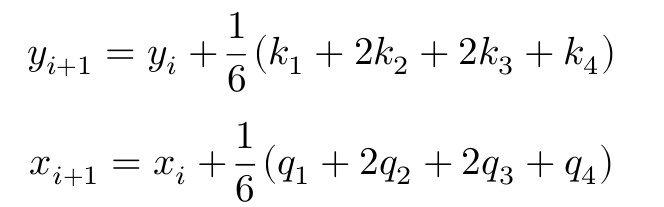 y_{i+1} = y_i + \frac{1}{6}(k_1 + 2k_2 + 2k_3 + k_4)
x_{i+1} = x_i + \frac{1}{6}(q_1 + 2q_2 + 2q_3 + q_4)